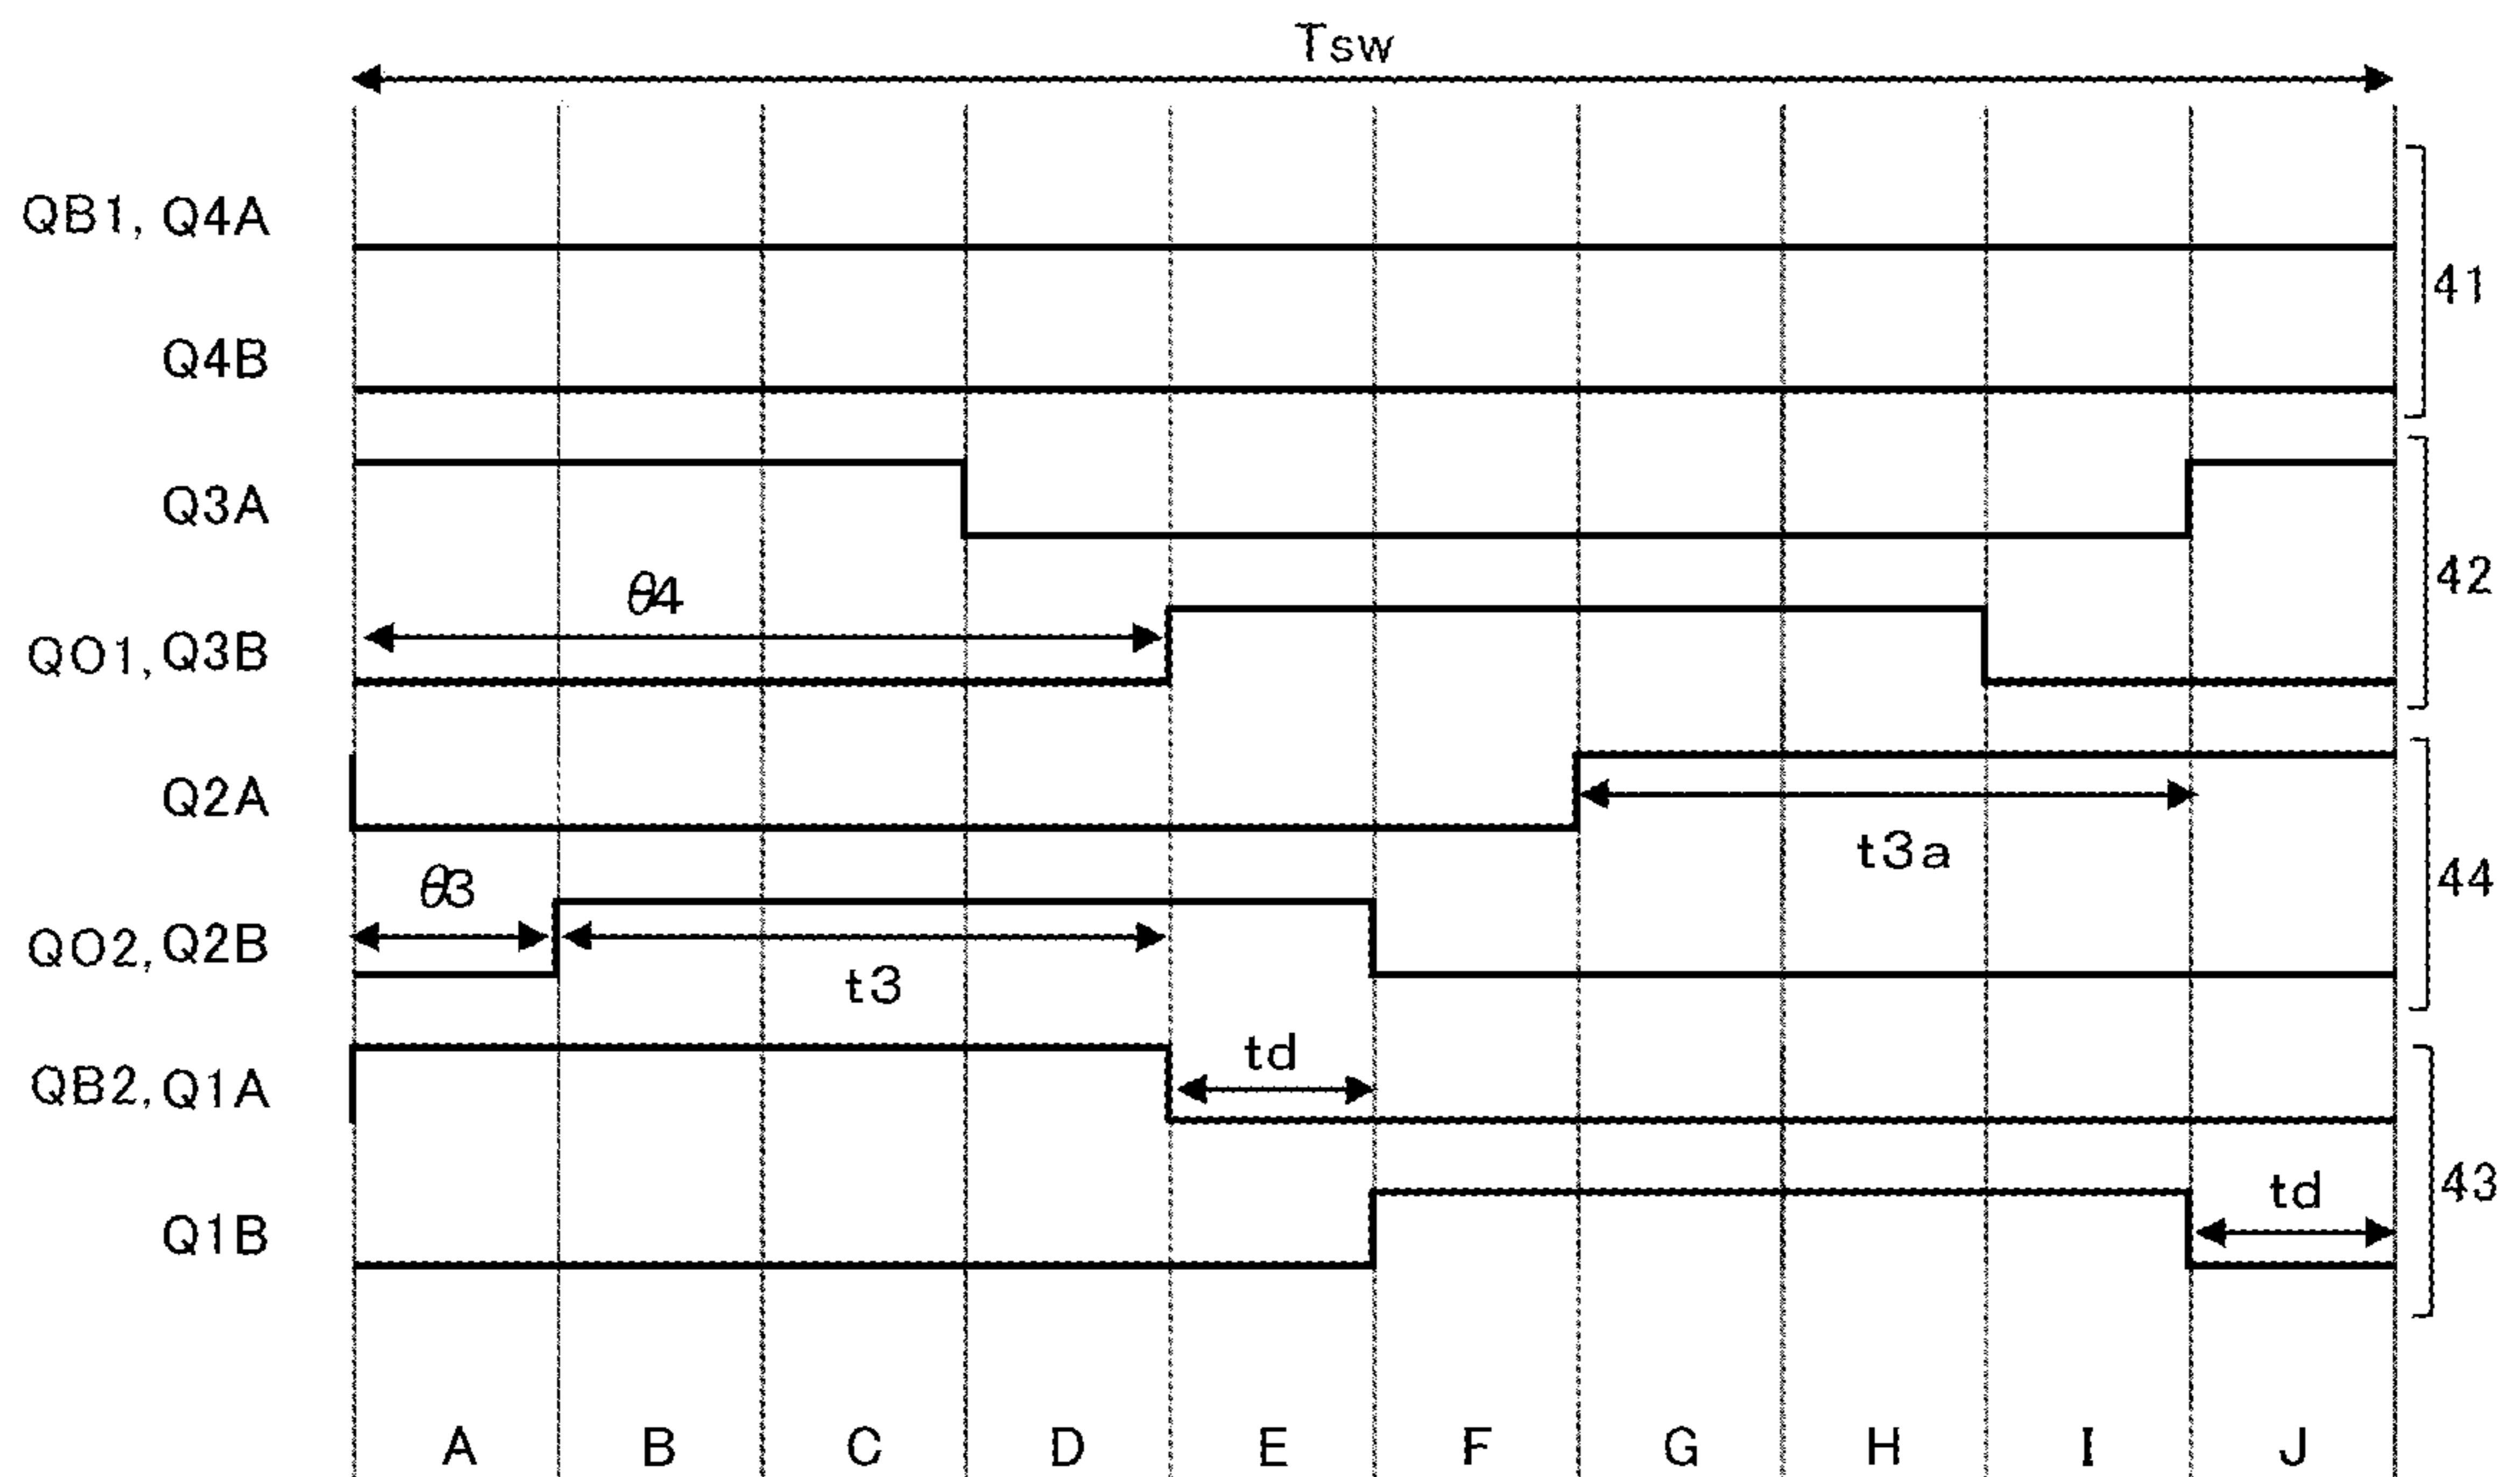 Tsw
QB1, Q4A
41
Q4B
Q3A
42
θ4
QO1, Q3B
Q2A
t3a
44
θ3
QO2, Q2B
t3
QB2, Q1A
td
43
Q1B
td
A B C D E F G H I J